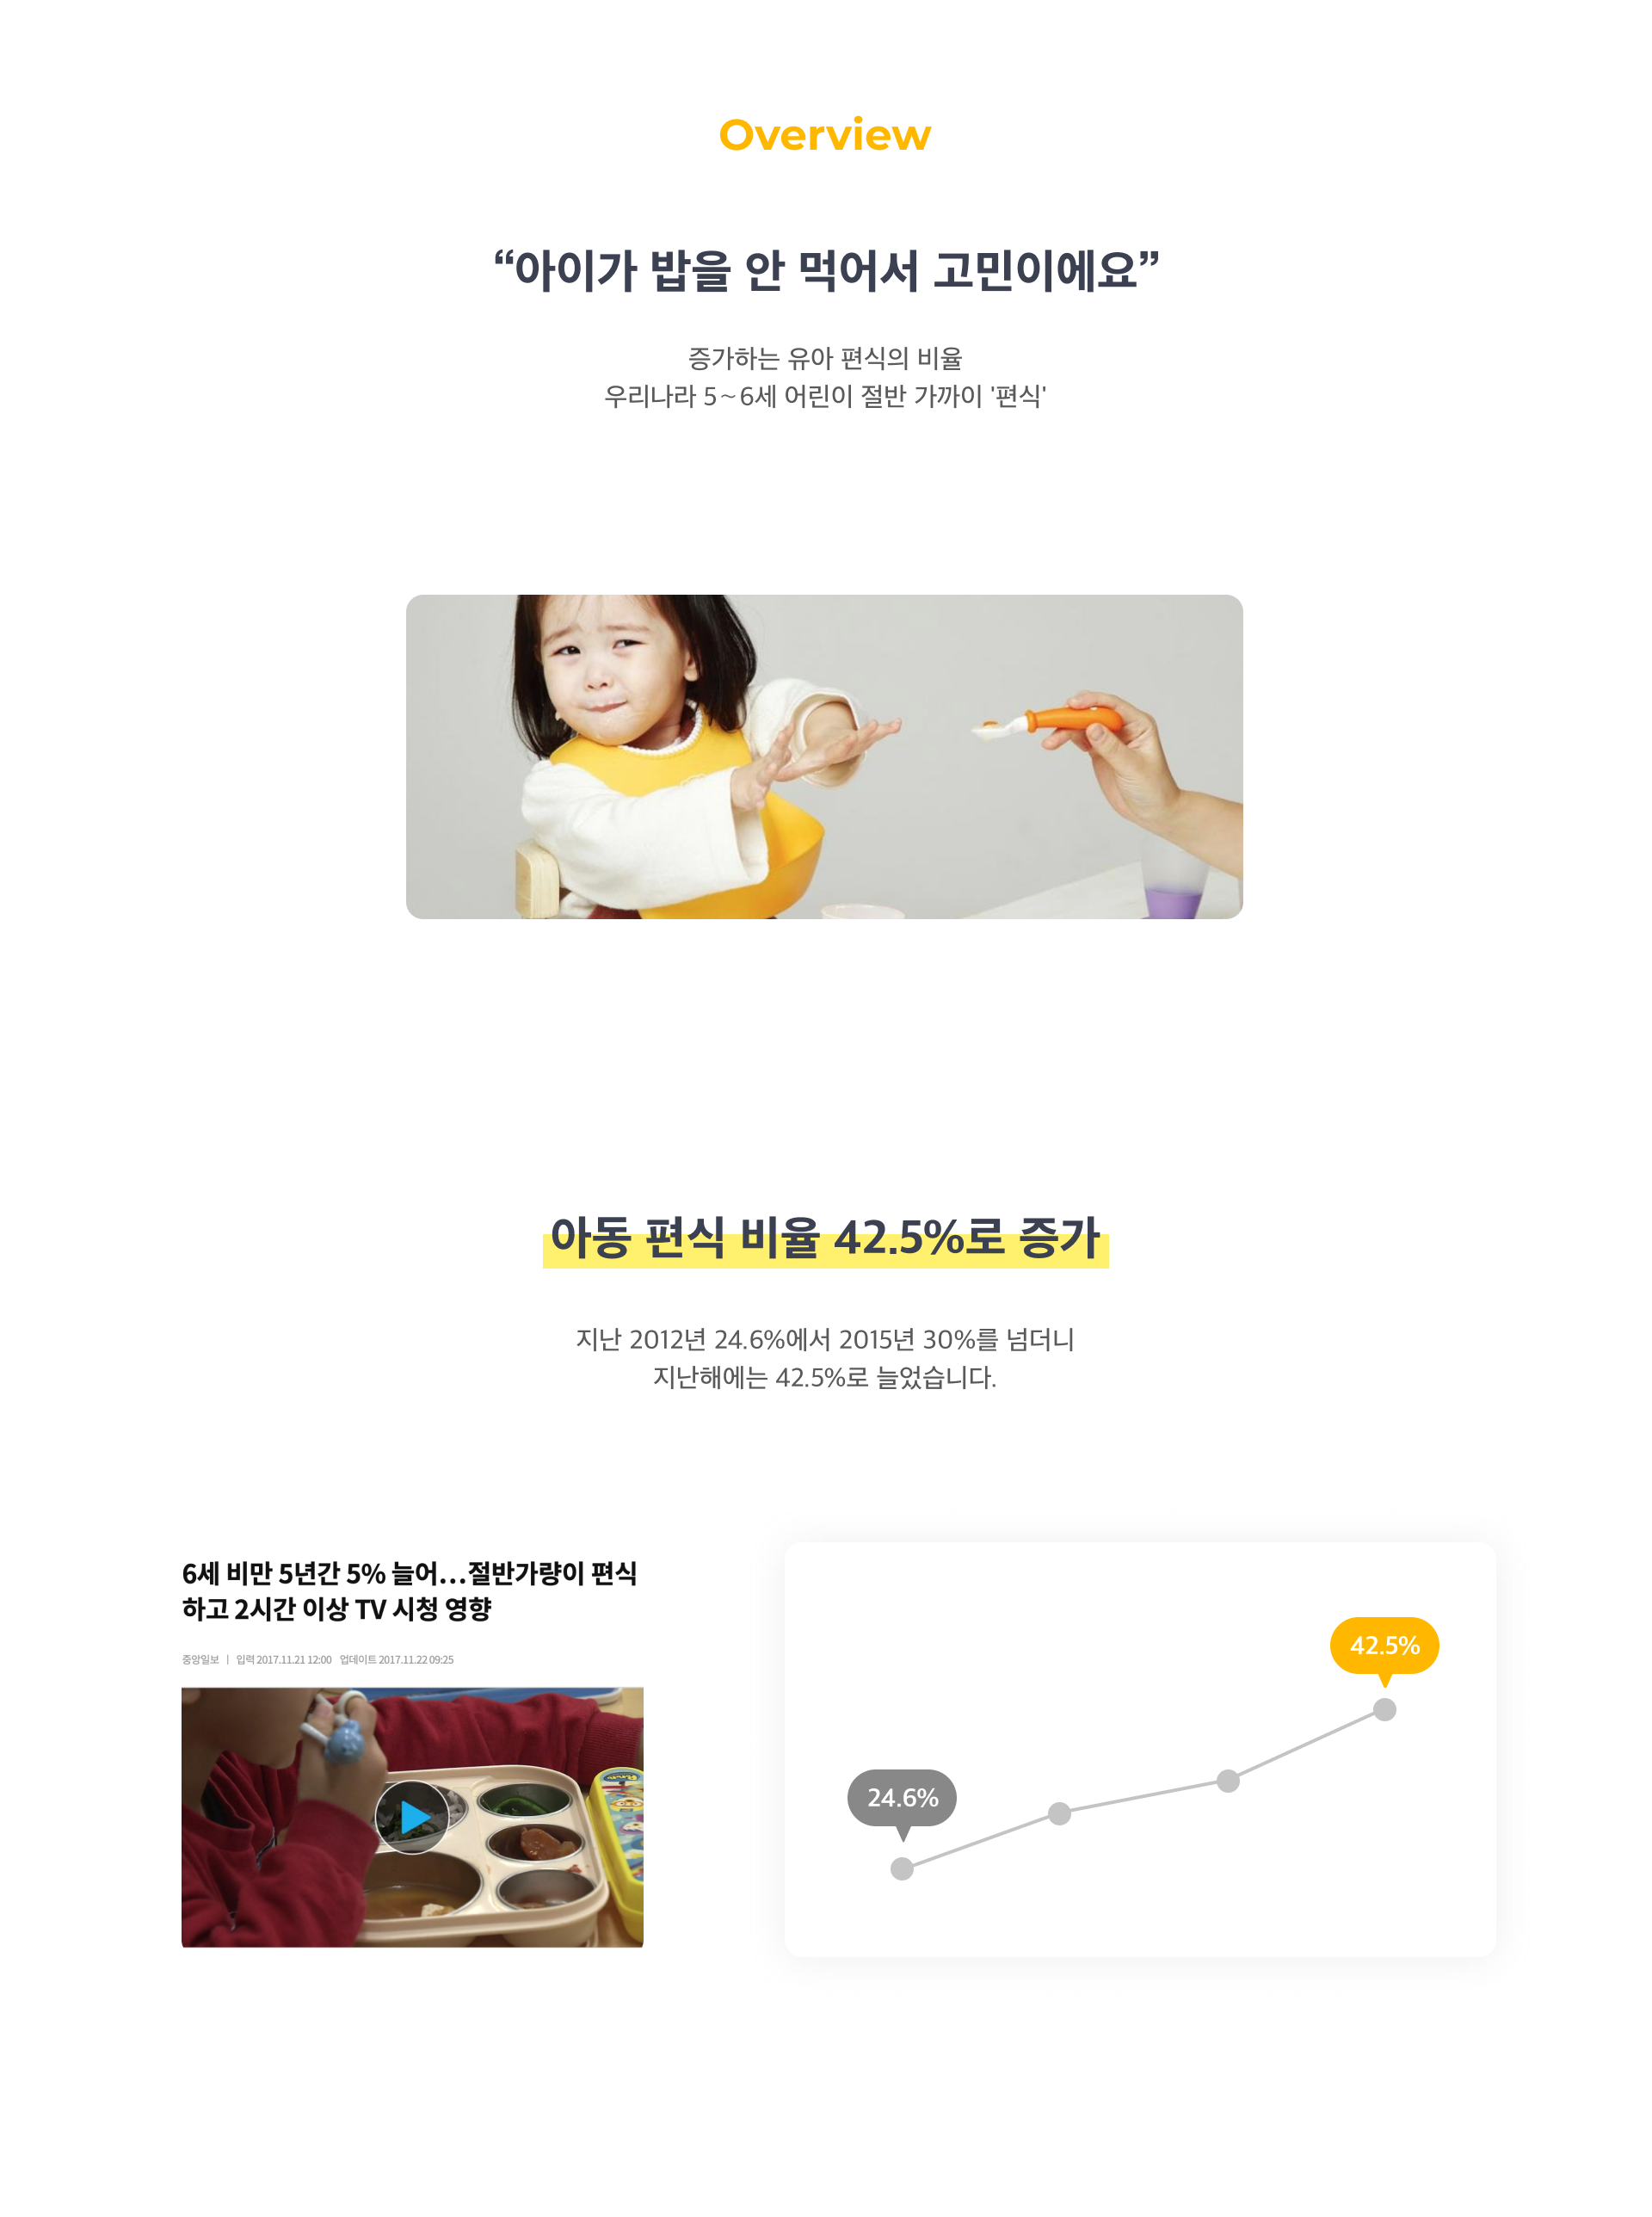 Overview
“아이가 밥을 안 먹어서 고민이에요”
증가하는 유아 편식의 비율
우리나라 5~6세 어린이 절반 가까이 '편식'
아동 편식 비율 42.5%로 증가
지난 2012년 24.6%에서 2015년 30%를 넘더니
지난해에는 42.5%로 늘었습니다.
6세 비만 5년간 5% 늘어…절반가량이 편식
하고 2시간 이상 TV 시청 영향
중앙일보 | 입력 2017.11.21 12:00 업데이트 2017.11.22 09:25
42.5%
24.6%